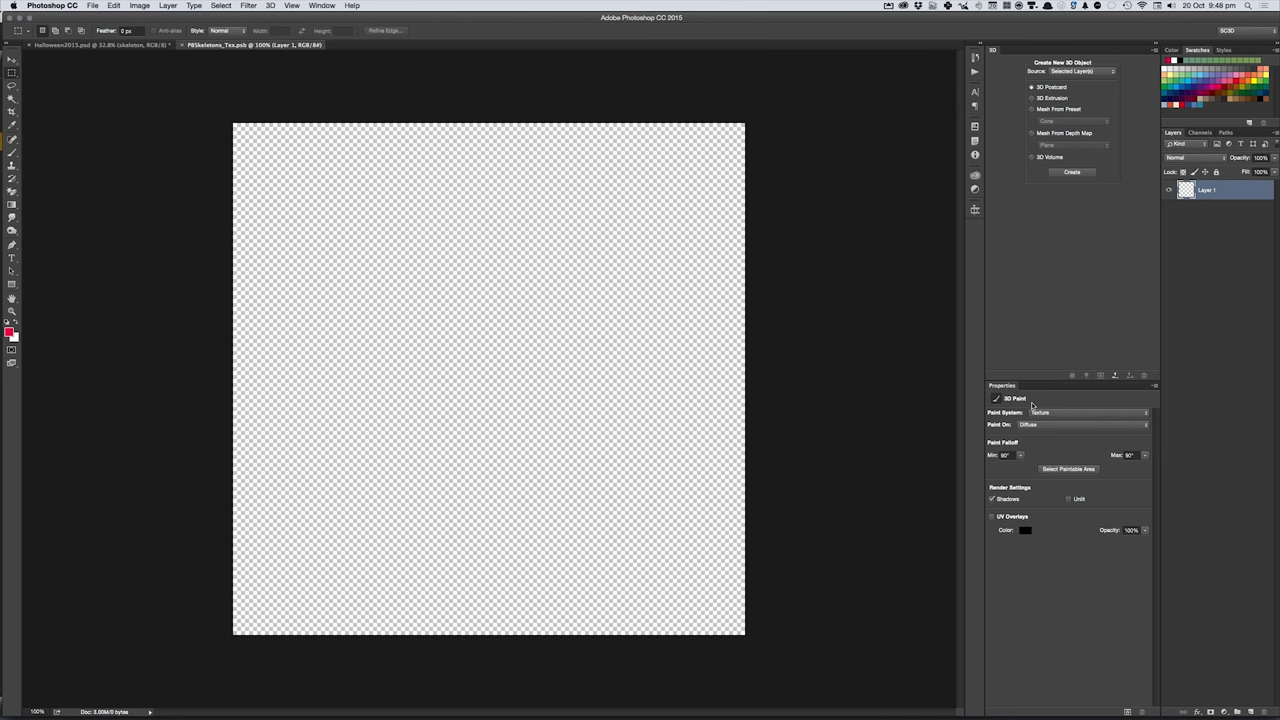 Photoshop CC File Edit Image Layer Type Select Filter 3D View Window Help 20 Oct 9:48 pm
Adobe Photoshop CC 2015
Feather: 0 px Anti-alias Style: Normal Width: Height: Refine Edge... SC3D
× Halloween2015.psd @ 32.8% (skeleton, RGB/8) * × P8Skeletons_Tex.psb @ 100% (Layer 1, RGB/8#)
3D
Create New 3D Object
Source: Selected Layer(s)
3D Postcard
3D Extrusion
Mesh From Preset
Cone
Mesh From Depth Map
Plane
3D Volume
Create
Color Swatches Styles
Layers Channels Paths
Kind
Normal Opacity: 100%
Lock: Fill: 100%
Layer 1
Properties
3D Paint
Paint System: Texture
Paint On: Diffuse
Paint Falloff
Min: 90° Max: 90°
Select Paintable Area
Render Settings
Shadows Unlit
UV Overlays
Color: Opacity: 100%
100% Doc: 3.00M/0 bytes